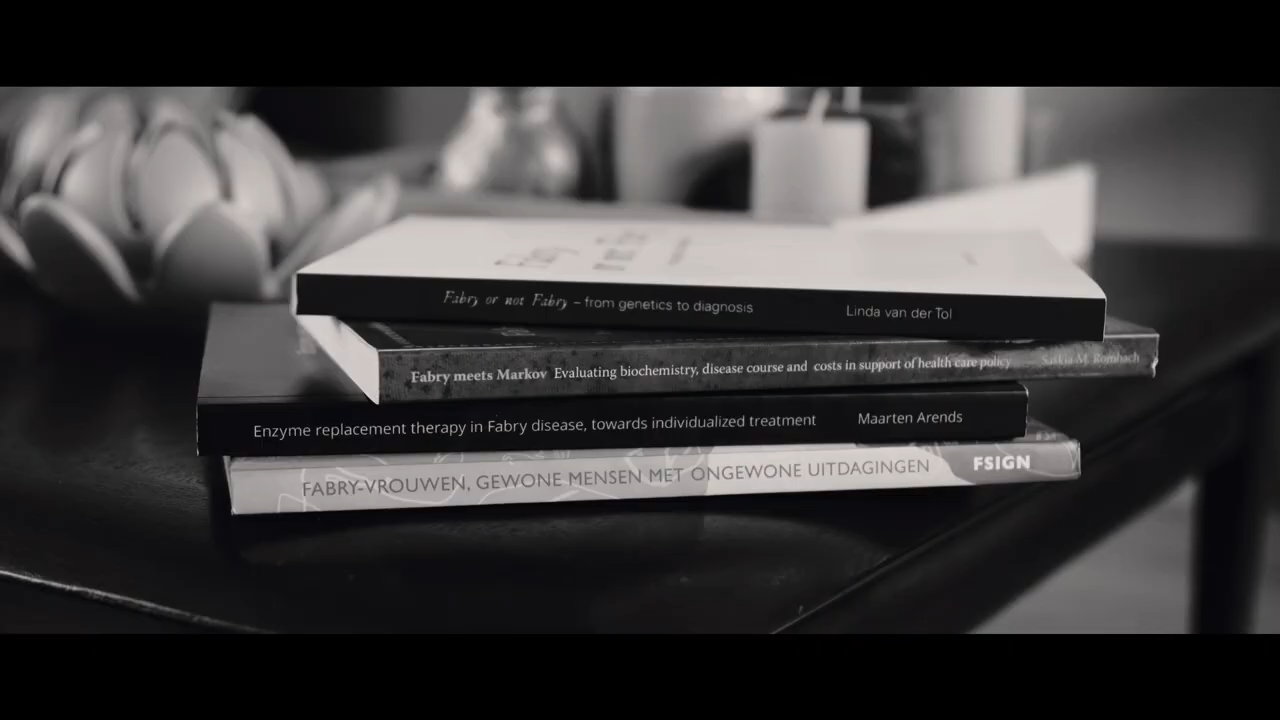 Fabry or not Fabry – from genetics to diagnosis Linda van der Tol
Fabry meets Markov Evaluating biochemistry, disease course and costs in support of health care policy Saskia M. Rombach
Enzyme replacement therapy in Fabry disease, towards individualized treatment Maarten Arends
FABRY-VROUWEN, GEWONE MENSEN MET ONGEWONE UITDAGINGEN FSIGN